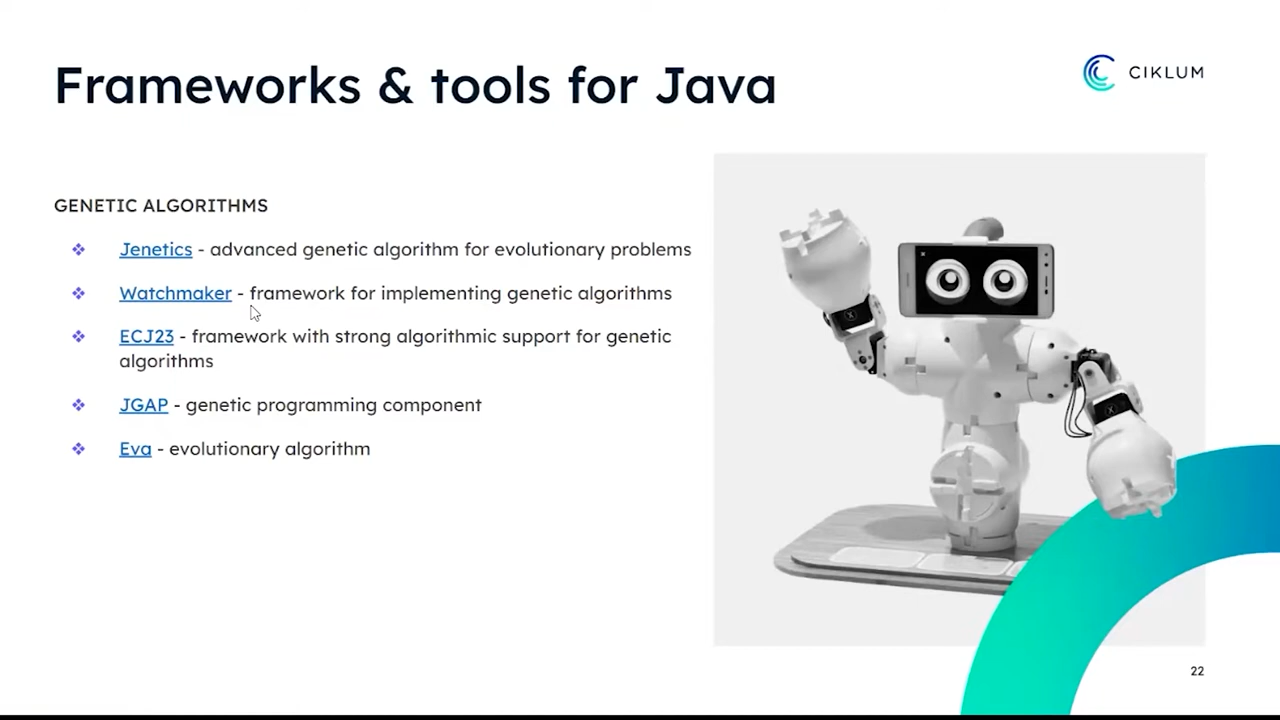 Frameworks & tools for Java
CIKLUM
GENETIC ALGORITHMS
❖ Jenetics - advanced genetic algorithm for evolutionary problems
❖ Watchmaker - framework for implementing genetic algorithms
❖ ECJ23 - framework with strong algorithmic support for genetic
algorithms
❖ JGAP - genetic programming component
❖ Eva - evolutionary algorithm
22